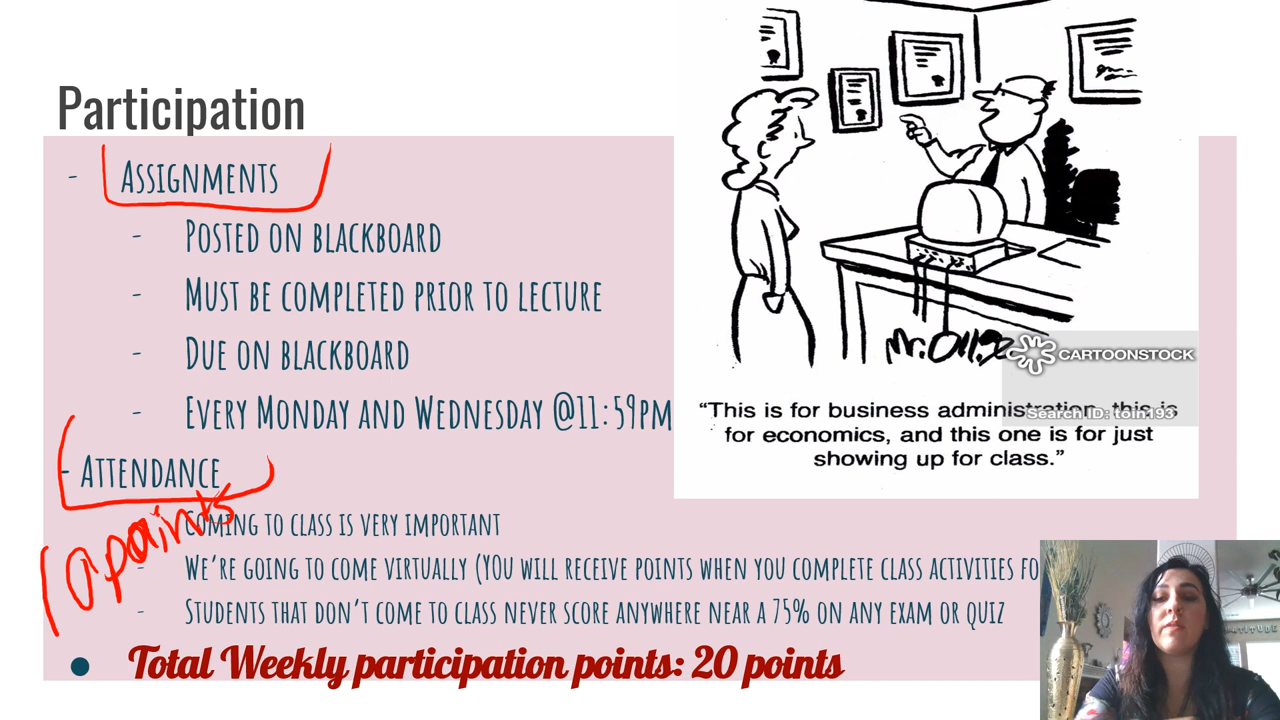 Participation
- ASSIGNMENTS
- POSTED ON BLACKBOARD
- MUST BE COMPLETED PRIOR TO LECTURE
- DUE ON BLACKBOARD
- EVERY MONDAY AND WEDNESDAY @11:59PM
- ATTENDANCE
10 points
- COMING TO CLASS IS VERY IMPORTANT
- WE'RE GOING TO COME VIRTUALLY (YOU WILL RECEIVE POINTS WHEN YOU COMPLETE CLASS ACTIVITIES FO
- STUDENTS THAT DON'T COME TO CLASS NEVER SCORE ANYWHERE NEAR A 75% ON ANY EXAM OR QUIZ
● Total Weekly participation points: 20 points
CARTOONSTOCK
"This is for business administration, this is
Search ID: toin193
for economics, and this one is for just
showing up for class."